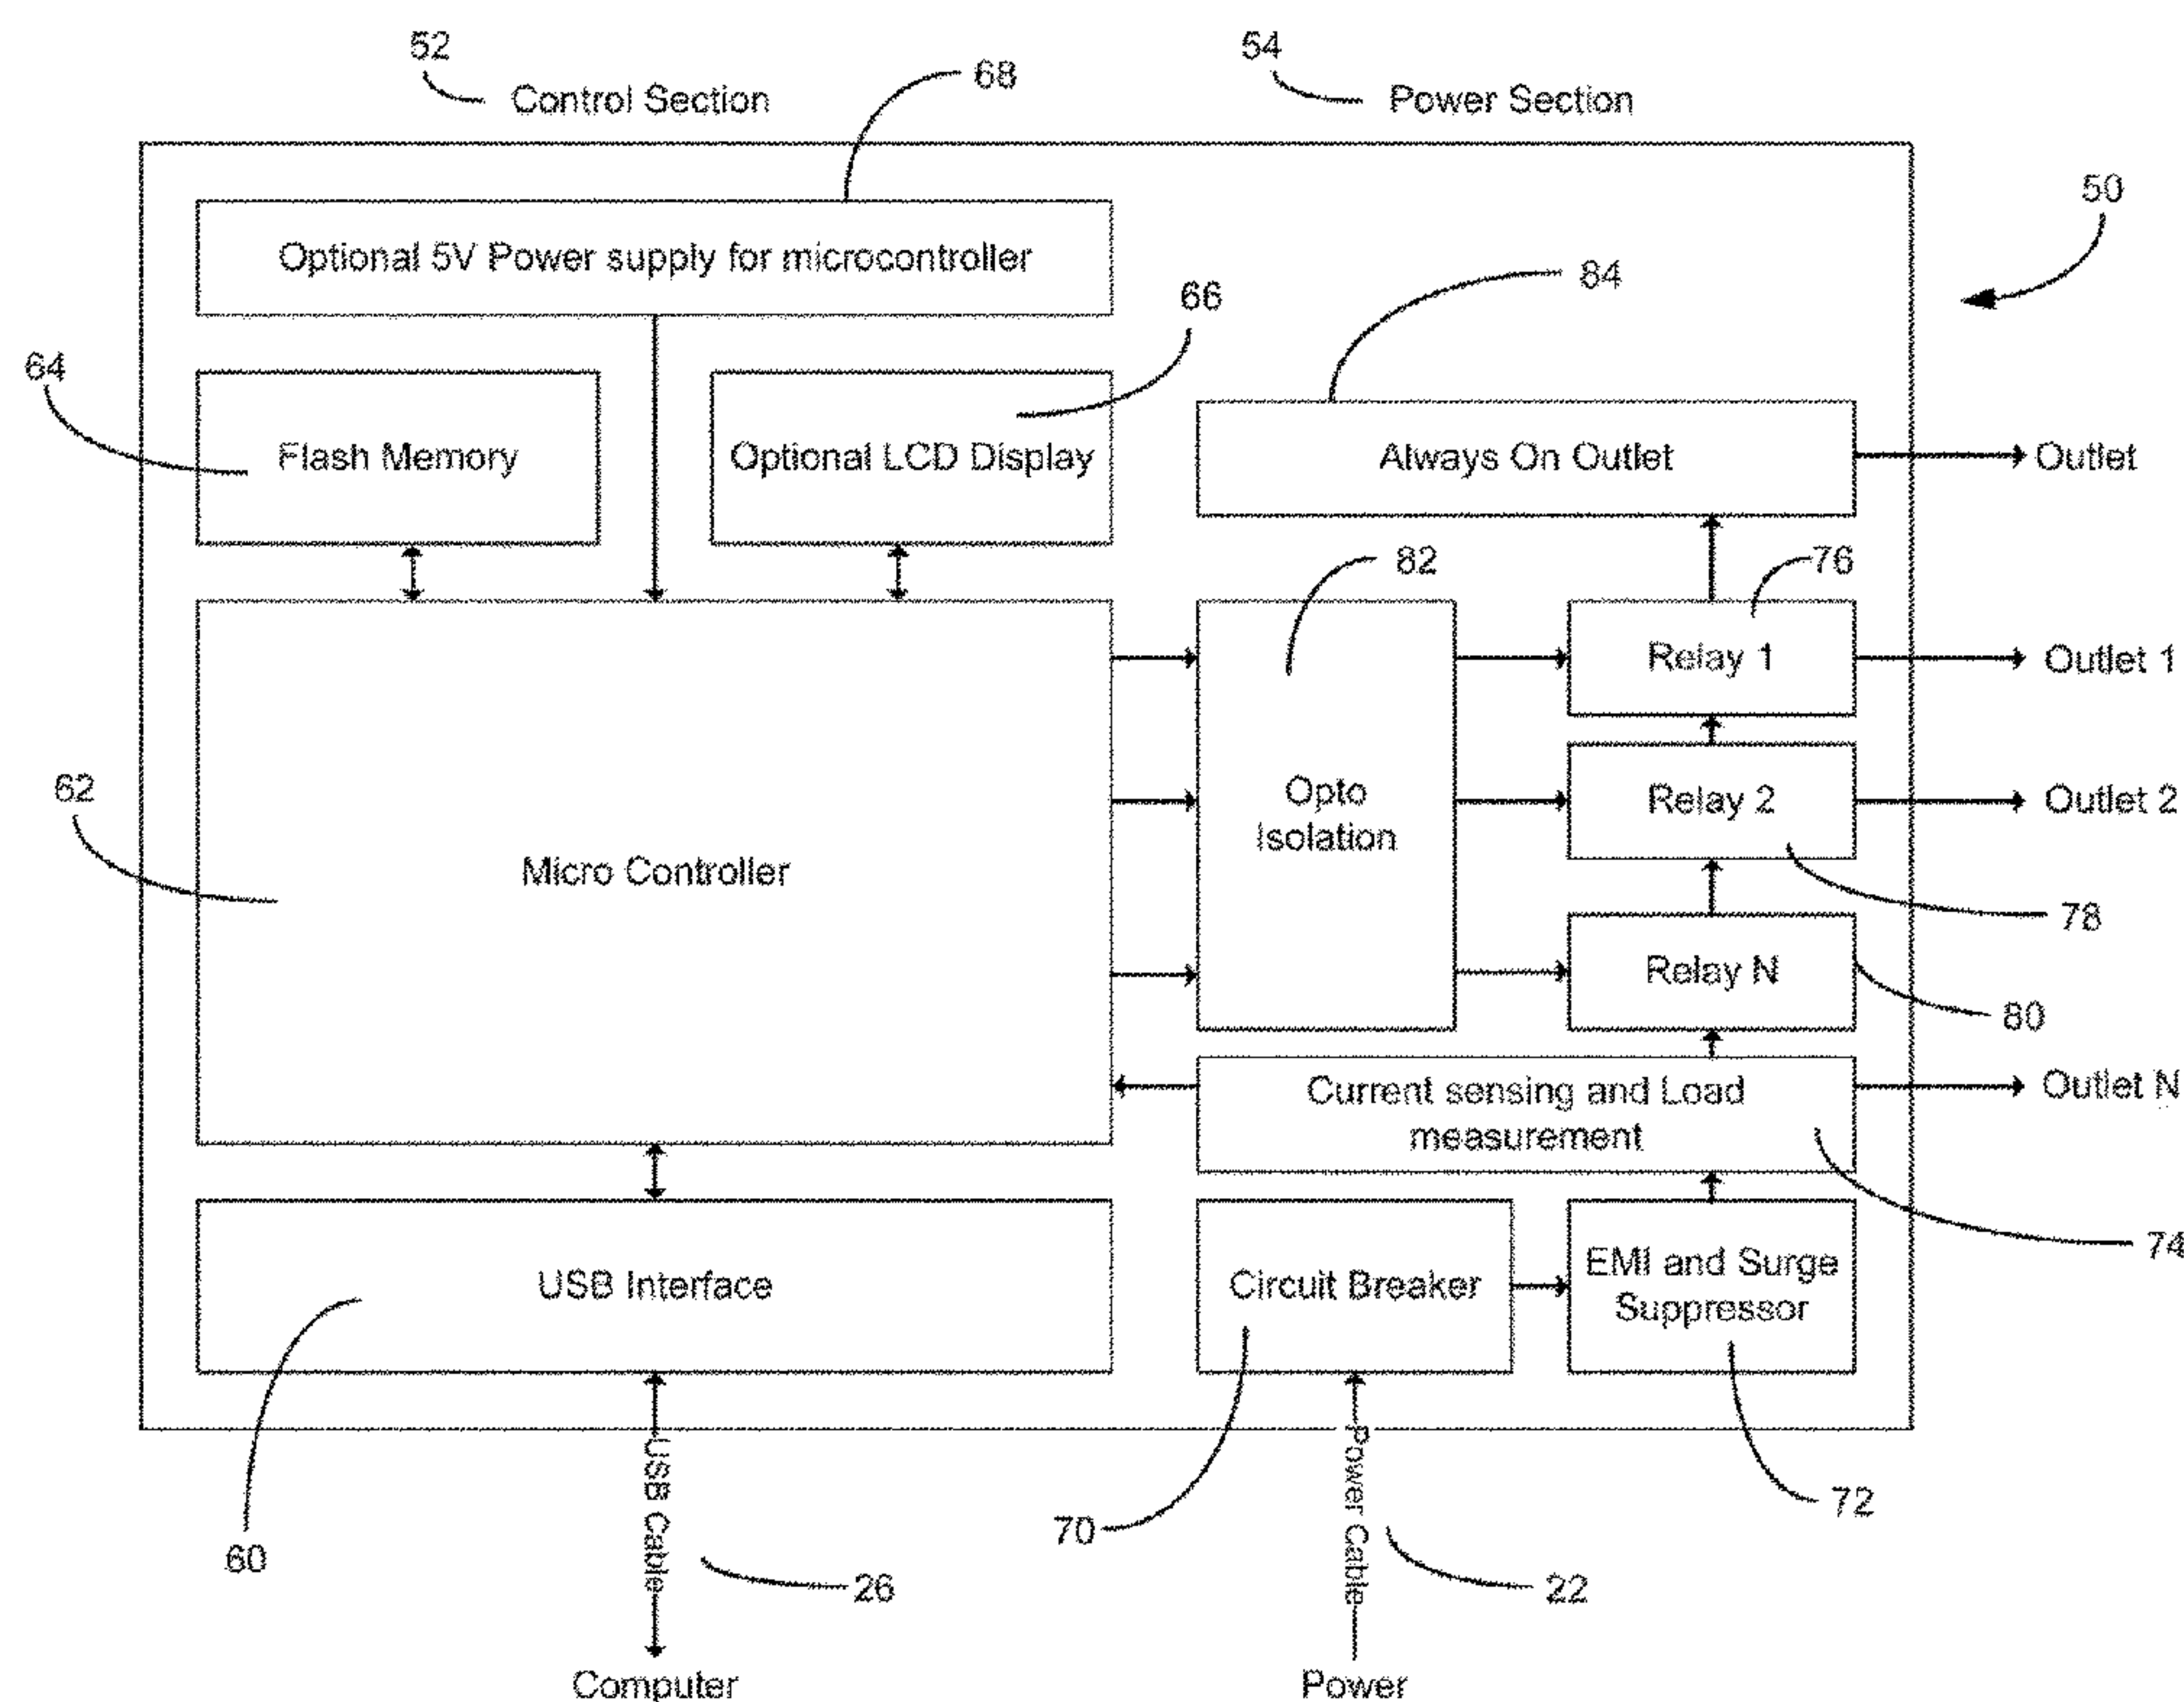 52
54
Control Section
68
Power Section
50
Optional 5V Power supply for microcontroller
84
66
64
Flash Memory
Optional LCD Display
Always On Outlet
Outlet
82
76
Relay 1
Outlet 1
62
Opto
Isolation
Relay 2
Outlet 2
Micro Controller
78
Relay N
80
Current sensing and Load
measurement
Outlet N
74
USB Interface
Circuit Breaker
EMI and Surge
Suppressor
USB Cable
Power Cable
72
70
60
26
22
Computer
Power